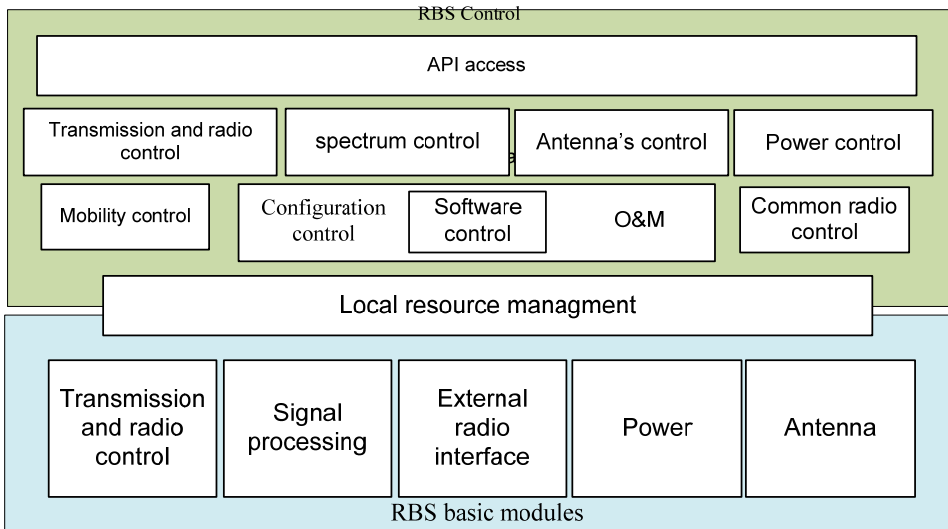 RBS Control
API access
Transmission and radio
control
spectrum control
Antenna's control
Power control
Mobility control
Configuration
control
Software
control
O&M
Common radio
control
Local resource managment
Transmission
and radio
control
Signal
processing
External
radio
interface
Power
Antenna
RBS basic modules